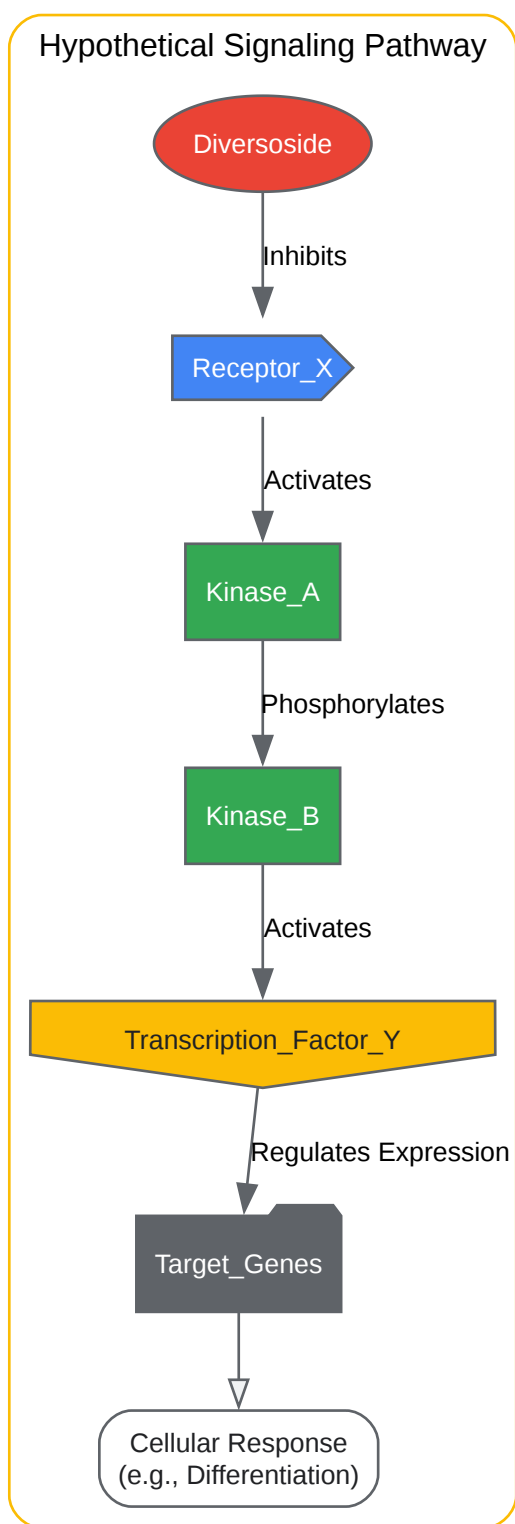 Hypothetical Signaling Pathway
Diversoside
Inhibits
Receptor_X
Activates
Kinase_A
Phosphorylates
Kinase_B
Activates
Transcription_Factor_Y
Regulates Expression
Target_Genes
Cellular Response
(e.g., Differentiation)